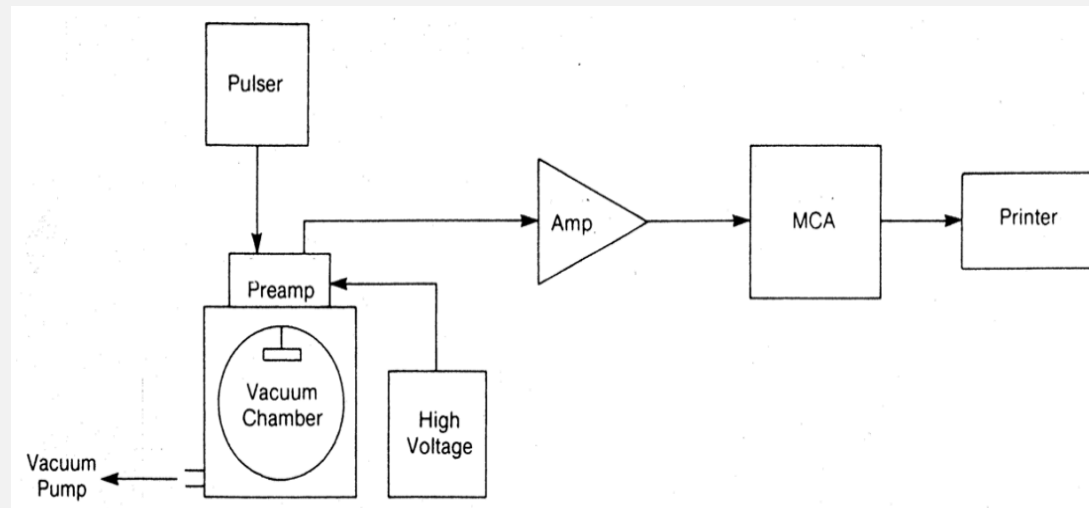 Pulser
Amp
MCA
Printer
Preamp
Vacuum
Chamber
High
Voltage
Vacuum
Pump